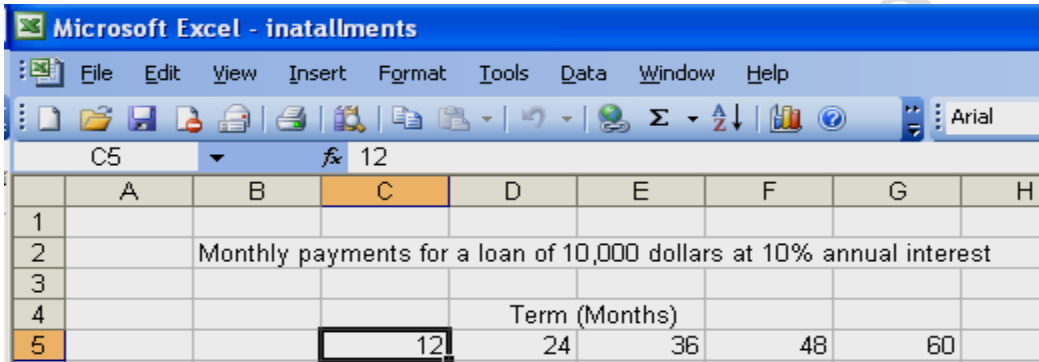 Microsoft Excel - inatallments
File Edit View Insert Format Tools Data Window Help
Σ A Z Arial
C5 fx 12
A B C D E F G H
1
2 Monthly payments for a loan of 10,000 dollars at 10% annual interest
3
4 Term (Months)
5 12 24 36 48 60